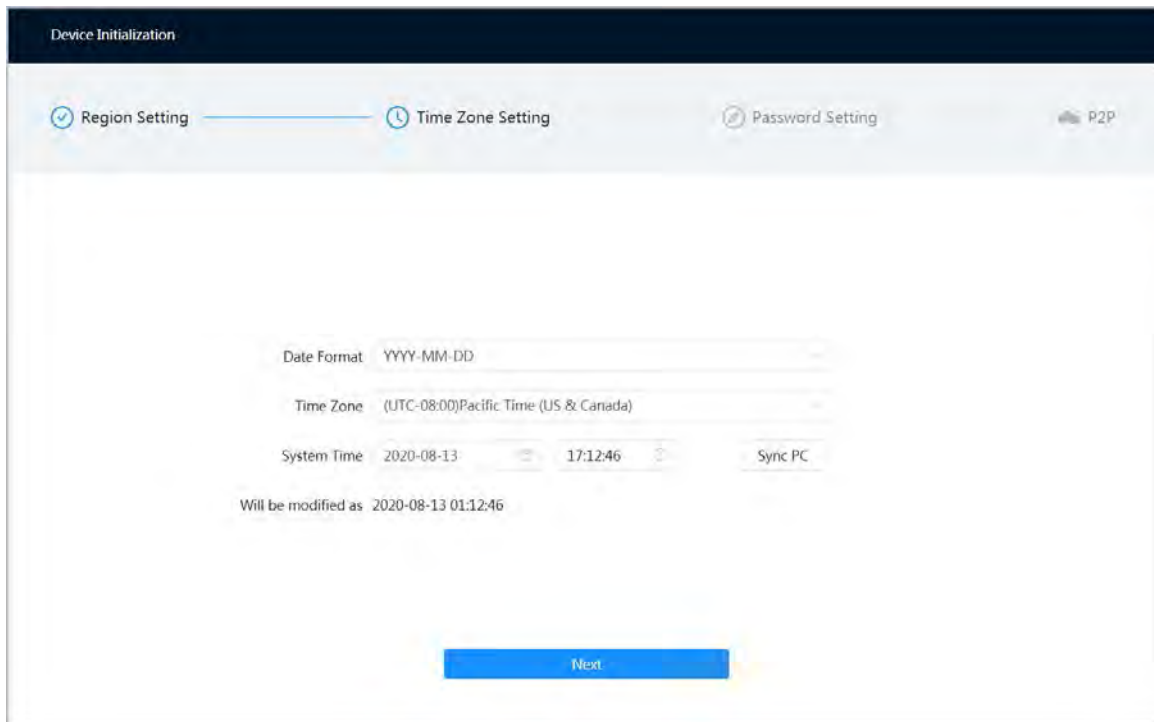 Device Initialization
Region Setting
Time Zone Setting
Password Setting
P2P
Date Format YYYY-MM-DD
Time Zone (UTC-08:00)Pacific Time (US & Canada)
System Time 2020-08-13 17:12:46 Sync PC
Will be modified as 2020-08-13 01:12:46
Next